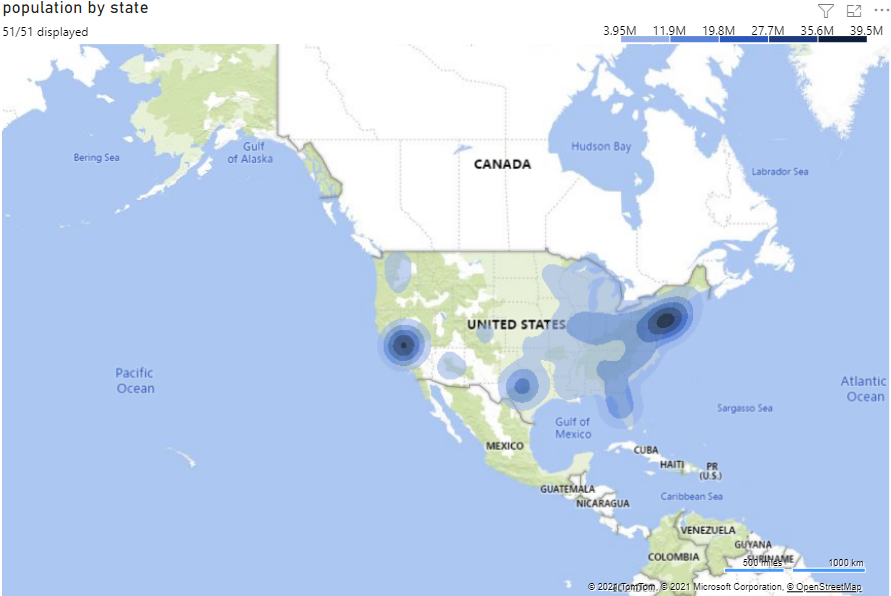 population by state
51/51 displayed
3.95M 11.9M 19.8M 27.7M 35.6M 39.5M
Bering Sea
Gulf
of Alaska
CANADA
Hudson Bay
Labrador Sea
UNITED STATES
Pacific
Ocean
Atlantic
Ocean
Sargasso Sea
Gulf of
Mexico
MEXICO
CUBA
HAITI
PR
(U.S.)
GUATEMALA
NICARAGUA
Caribbean Sea
VENEZUELA
GUYANA
SURINAME
COLOMBIA
500 miles
1000 km
© 2021 TomTom, © 2021 Microsoft Corporation, © OpenStreetMap